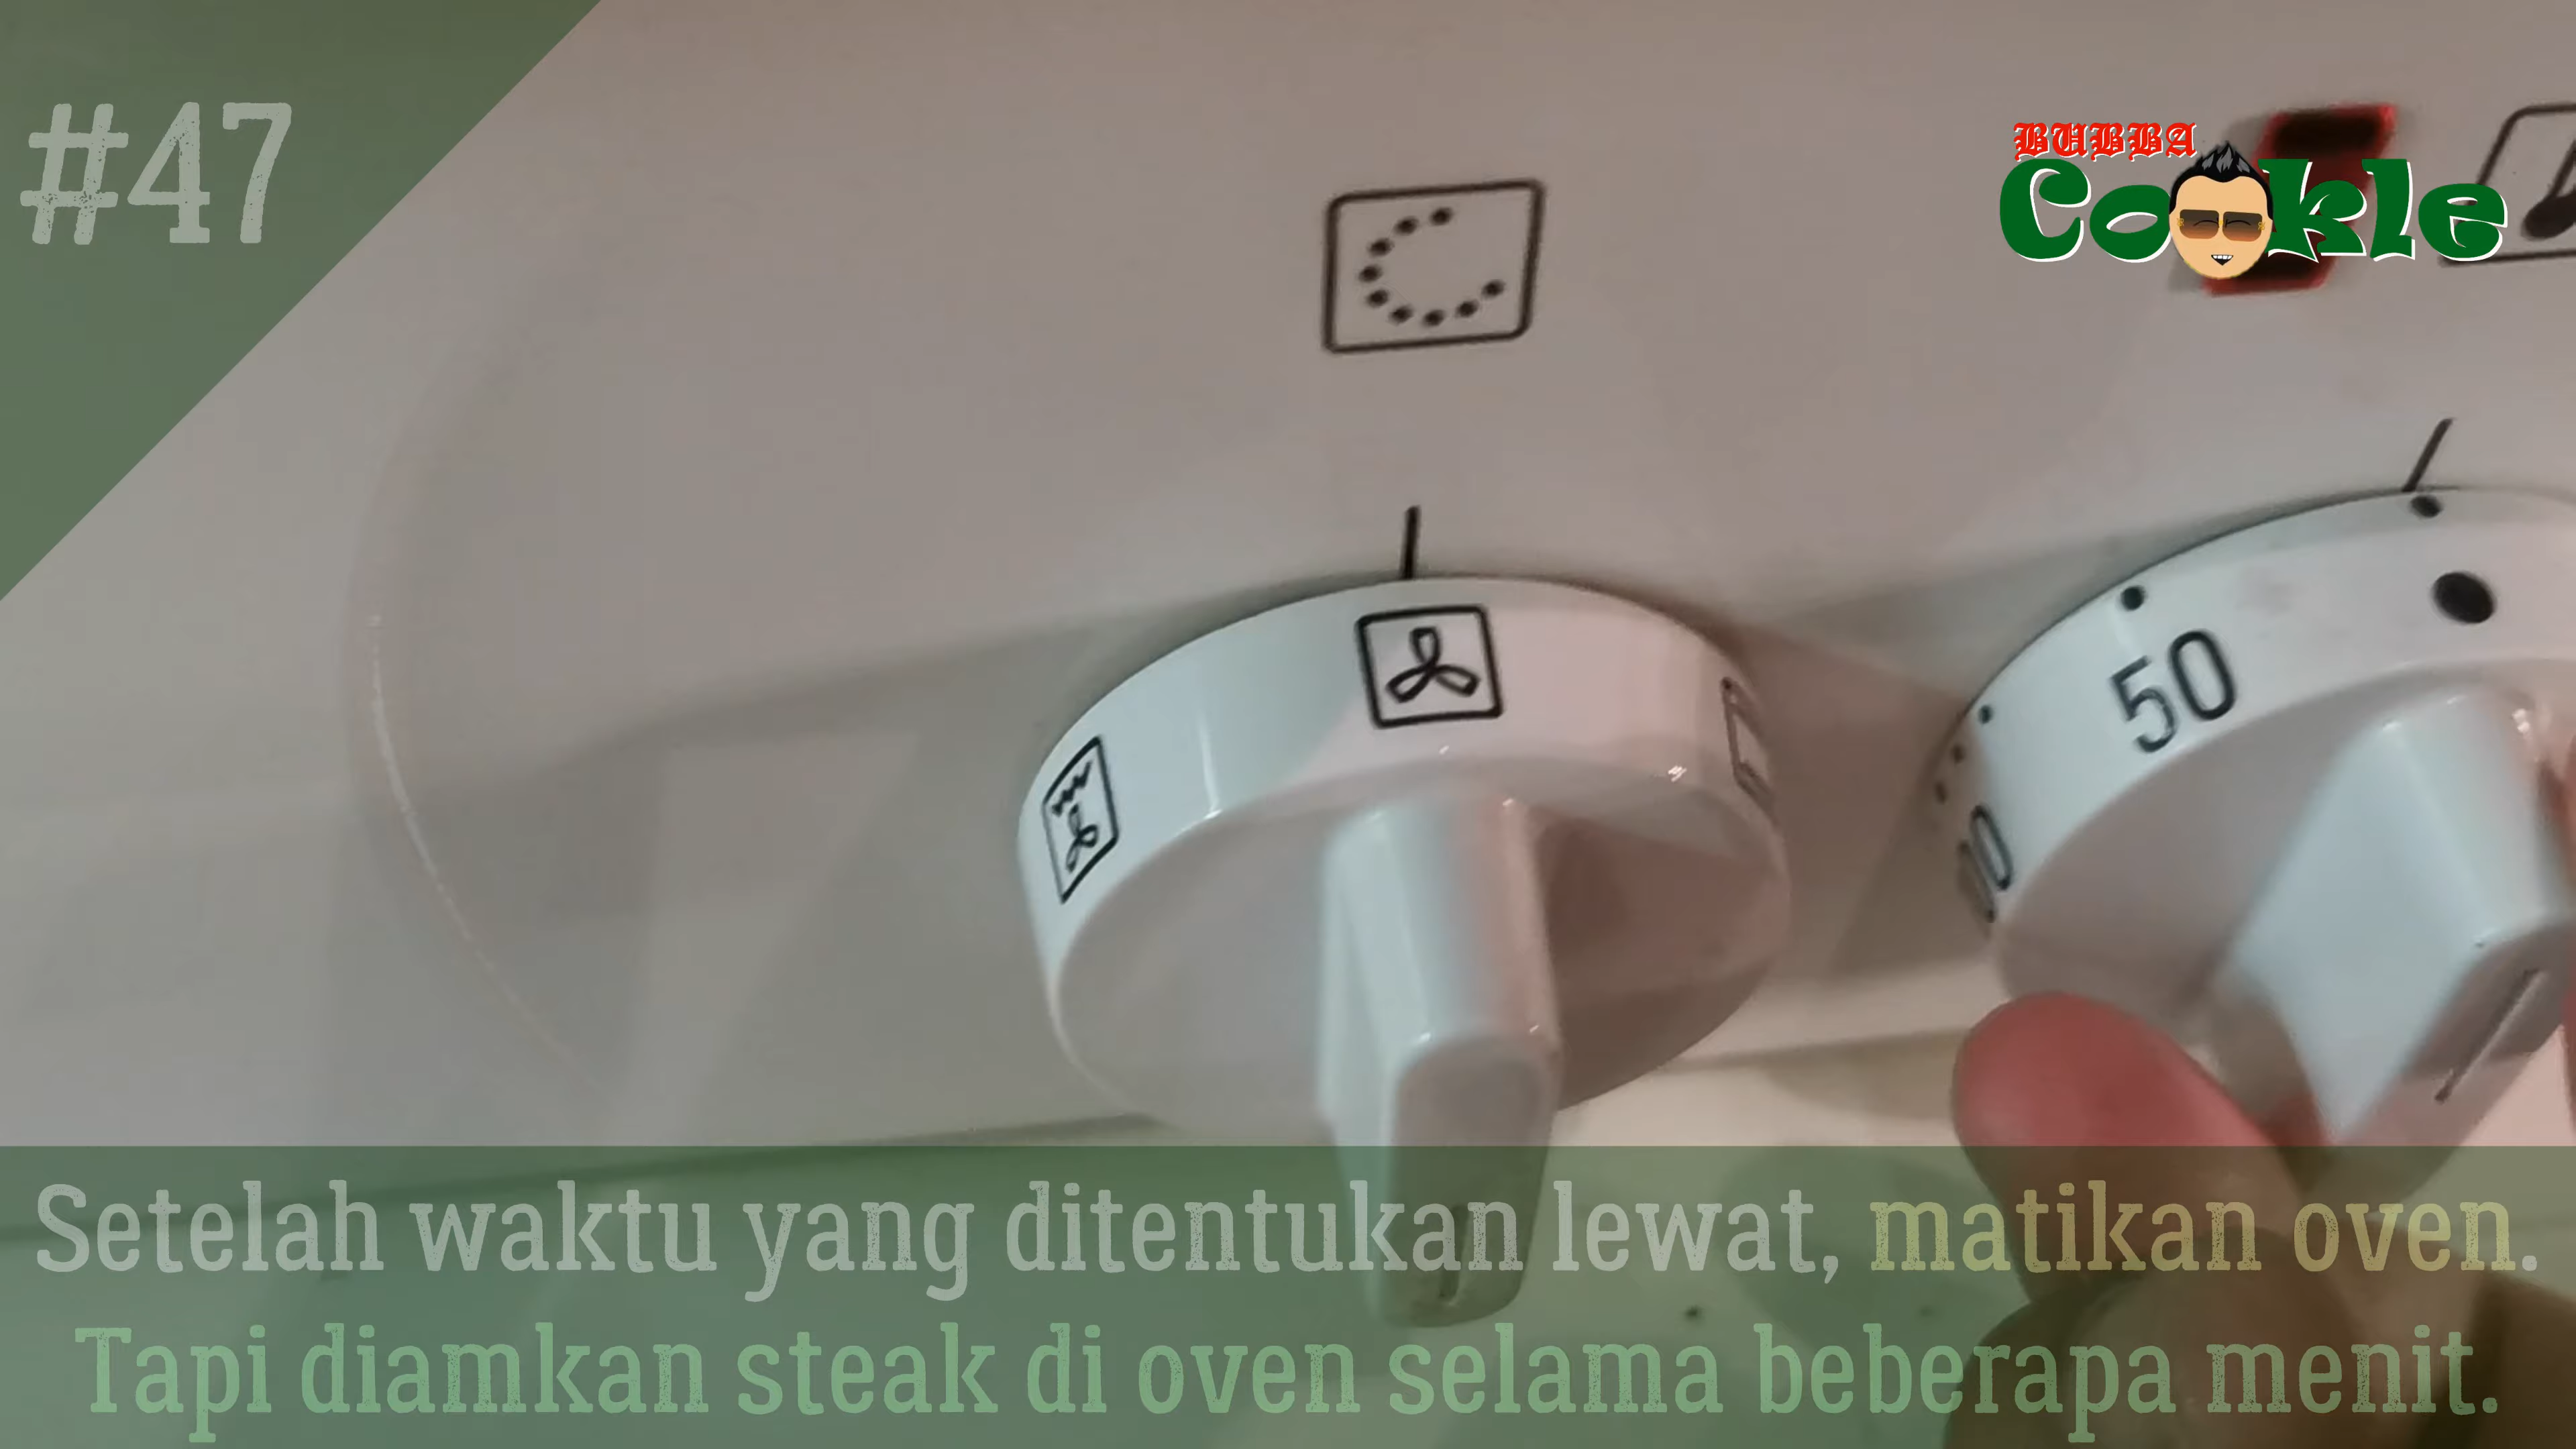 #47
BUBBA
Cookle
50
Setelah waktu yang ditentukan lewat, matikan oven.
Tapi diamkan steak di oven selama beberapa menit.